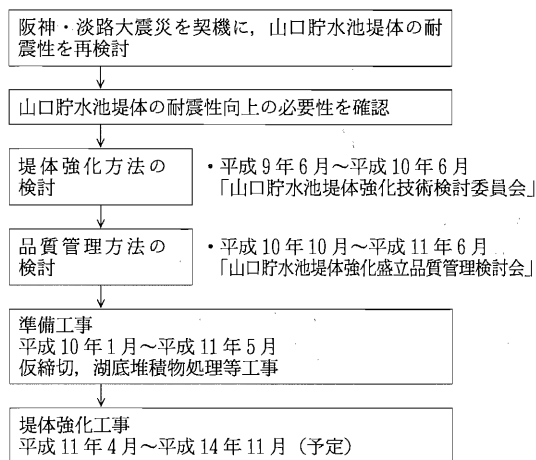 阪神・淡路大震災を契機に，山口貯水池堤体の耐
震性を再検討
山口貯水池堤体の耐震性向上の必要性を確認
堤体強化方法の
検討
・平成9年6月～平成10年6月
「山口貯水池堤体強化技術検討委員会」
品質管理方法の
検討
・平成10年10月～平成11年6月
「山口貯水池堤体強化盛立品質管理検討会」
準備工事
平成10年1月～平成11年5月
仮締切，湖底堆積物処理等工事
堤体強化工事
平成11年4月～平成14年11月（予定）